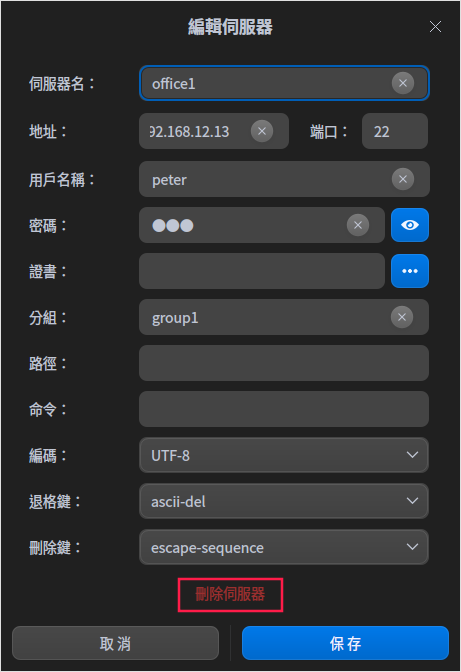 編輯伺服器
伺服器名： office1
地址： 92.168.12.13 端口： 22
用戶名稱： peter
密碼： ●●●
證書：
分組： group1
路徑：
命令：
編碼： UTF-8
退格鍵： ascii-del
刪除鍵： escape-sequence
刪除伺服器
取消 保存